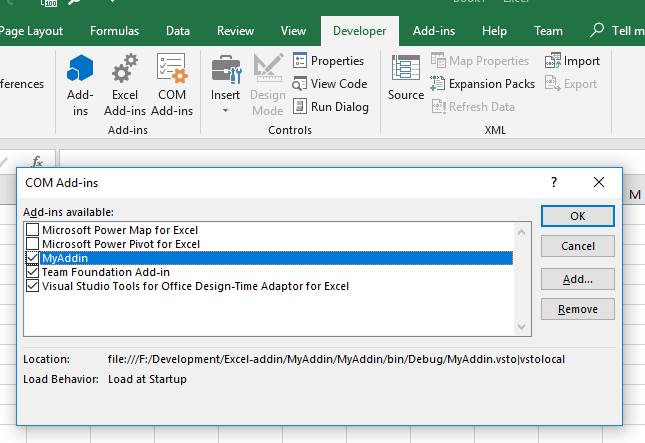 Page Layout Formulas Data Review View Developer Add-ins Help Team Tell m
ferences
Add-
ins
Excel
Add-ins
COM
Add-ins
Add-ins
Insert
Design
Mode
Properties
View Code
Run Dialog
Controls
Source
Map Properties
Expansion Packs
Refresh Data
Import
Export
XML
fx
M
COM Add-ins
?
Add-ins available:
Microsoft Power Map for Excel
Microsoft Power Pivot for Excel
MyAddin
Team Foundation Add-in
Visual Studio Tools for Office Design-Time Adaptor for Excel
OK
Cancel
Add...
Remove
Location: file:///F:/Development/Excel-addin/MyAddin/MyAddin/bin/Debug/MyAddin.vsto|vstolocal
Load Behavior: Load at Startup